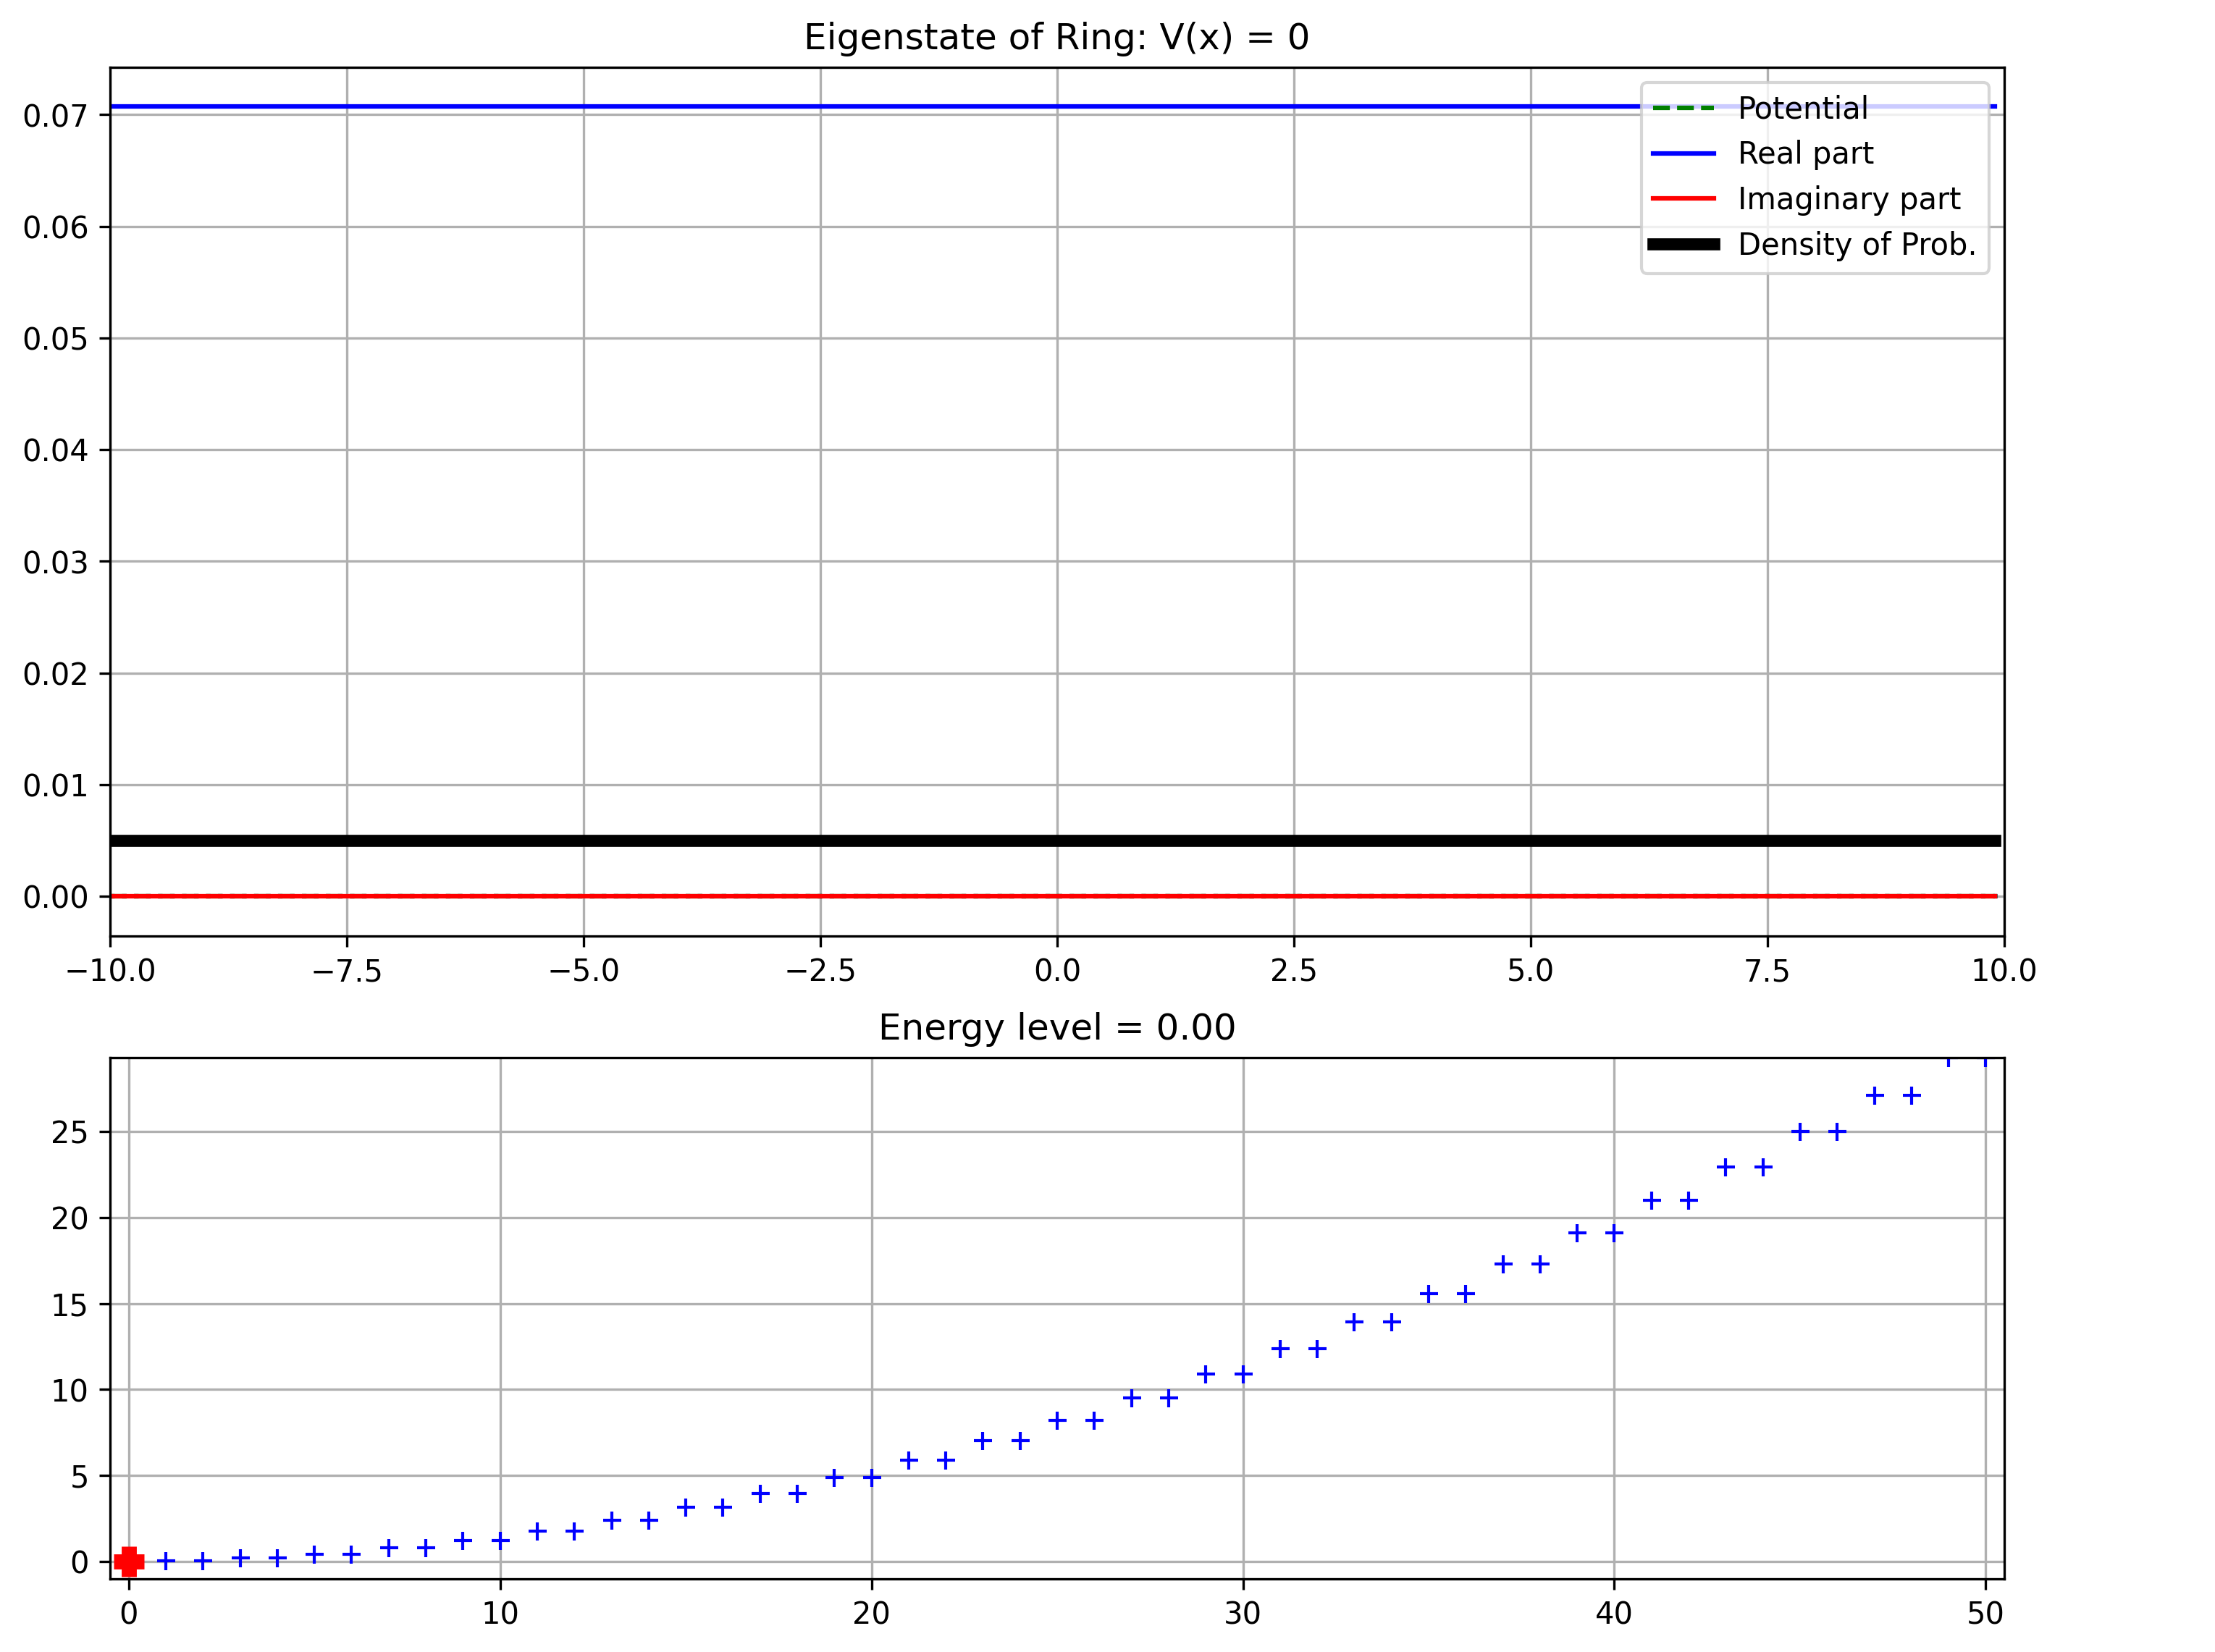 Eigenstate of Ring: V(x) = 0
0.07
0.06
0.05
0.04
0.03
0.02
0.01
0.00
Potential
Real part
Imaginary part
Density of Prob.
−10.0 −7.5 −5.0 −2.5 0.0 2.5 5.0 7.5 10.0
Energy level = 0.00
25
20
15
10
5
0
0 10 20 30 40 50